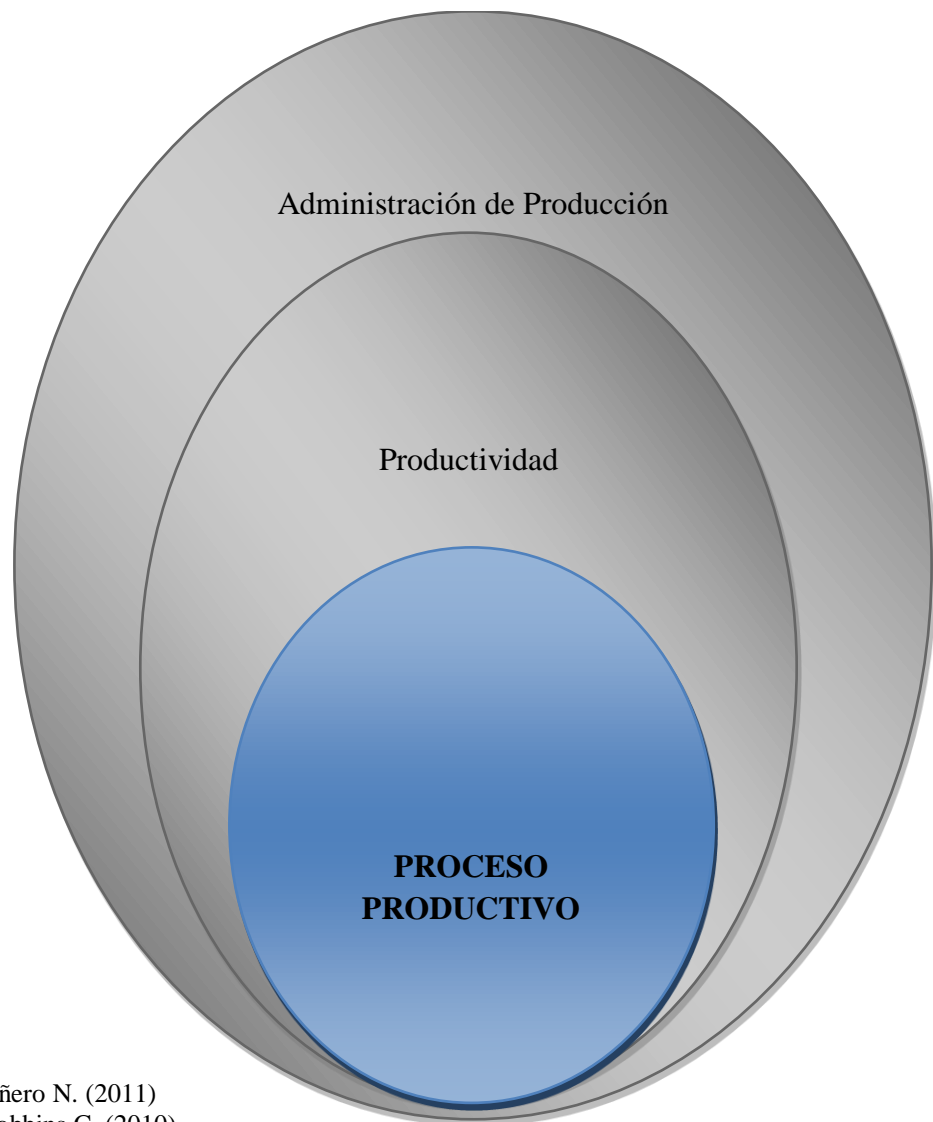 Administración de Producción
Productividad
PROCESO
PRODUCTIVO
ñero N. (2011)